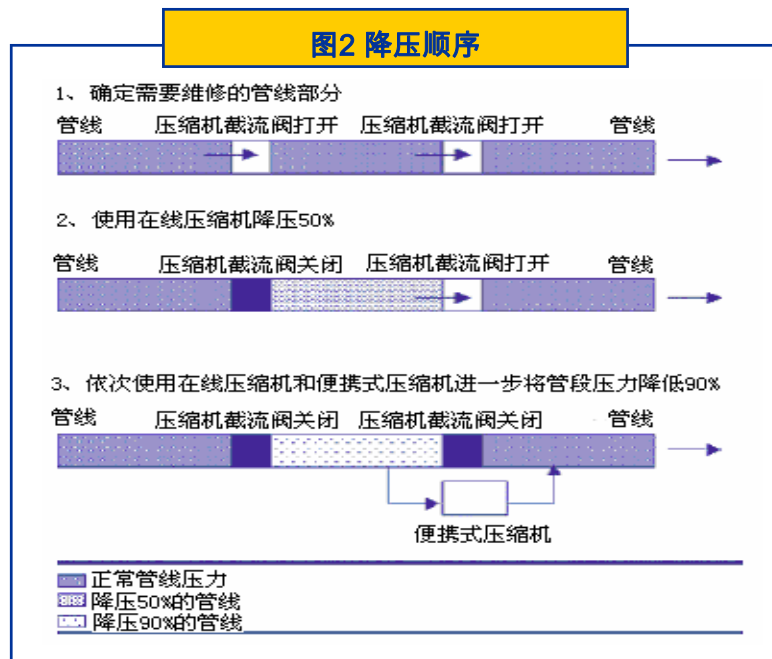 图2 降压顺序
1、确定需要维修的管线部分
管线 压缩机截流阀打开 压缩机截流阀打开 管线
2、使用在线压缩机降压50%
管线 压缩机截流阀关闭 压缩机截流阀打开 管线
3、依次使用在线压缩机和便携式压缩机进一步将管段压力降低90%
管线 压缩机截流阀关闭 压缩机截流阀关闭 管线
便携式压缩机
正常管线压力
降压50%的管线
降压90%的管线